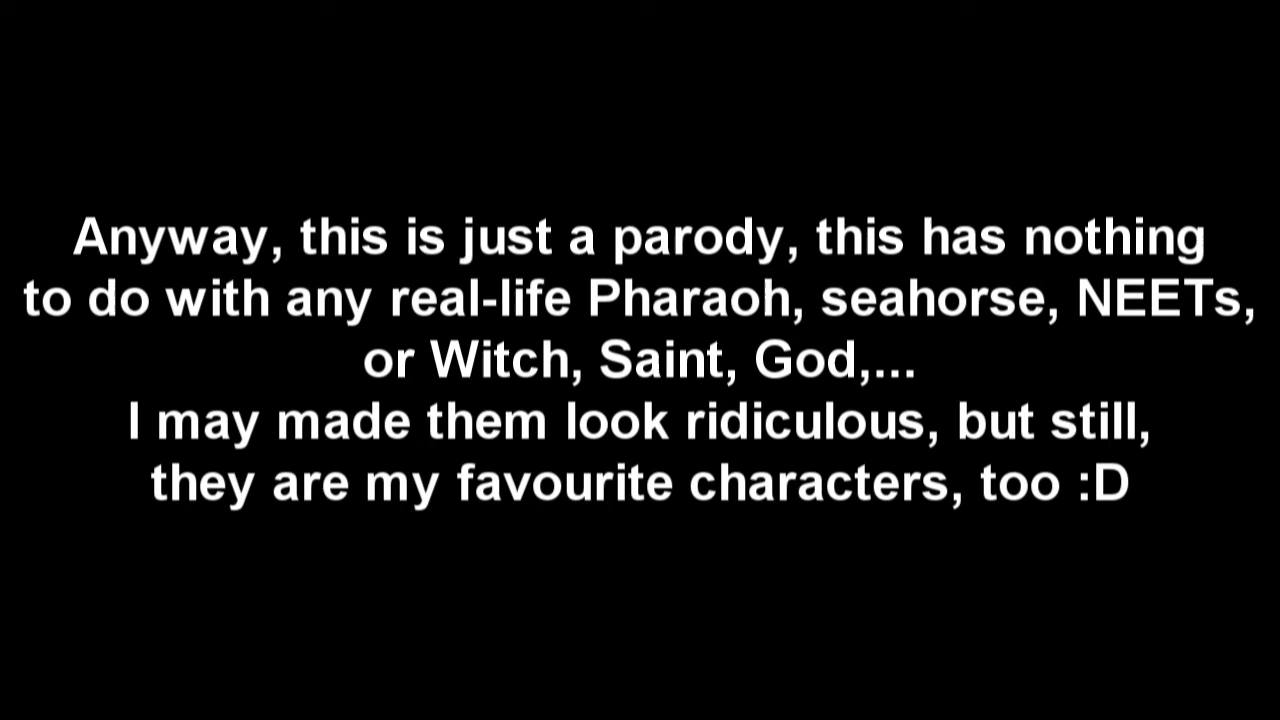 Anyway, this is just a parody, this has nothing
to do with any real-life Pharaoh, seahorse, NEETs,
or Witch, Saint, God,...
I may made them look ridiculous, but still,
they are my favourite characters, too :D